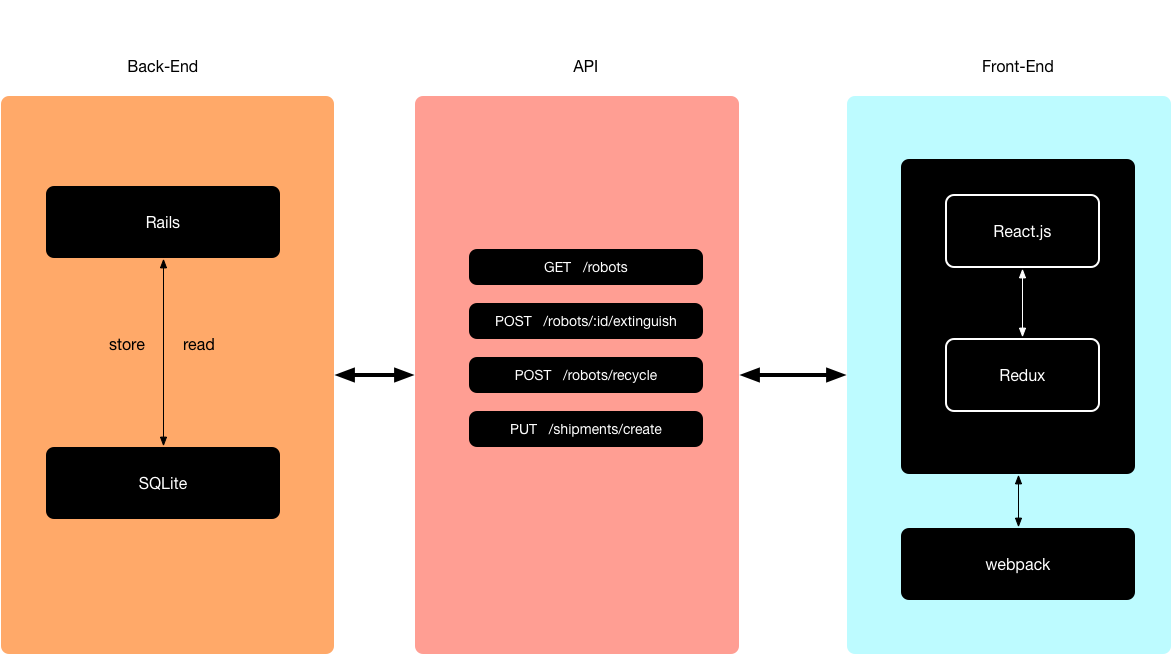 Back-End
API
Front-End
Rails
store
read
SQLite
GET /robots
POST /robots/:id/extinguish
POST /robots/recycle
PUT /shipments/create
React.js
Redux
webpack